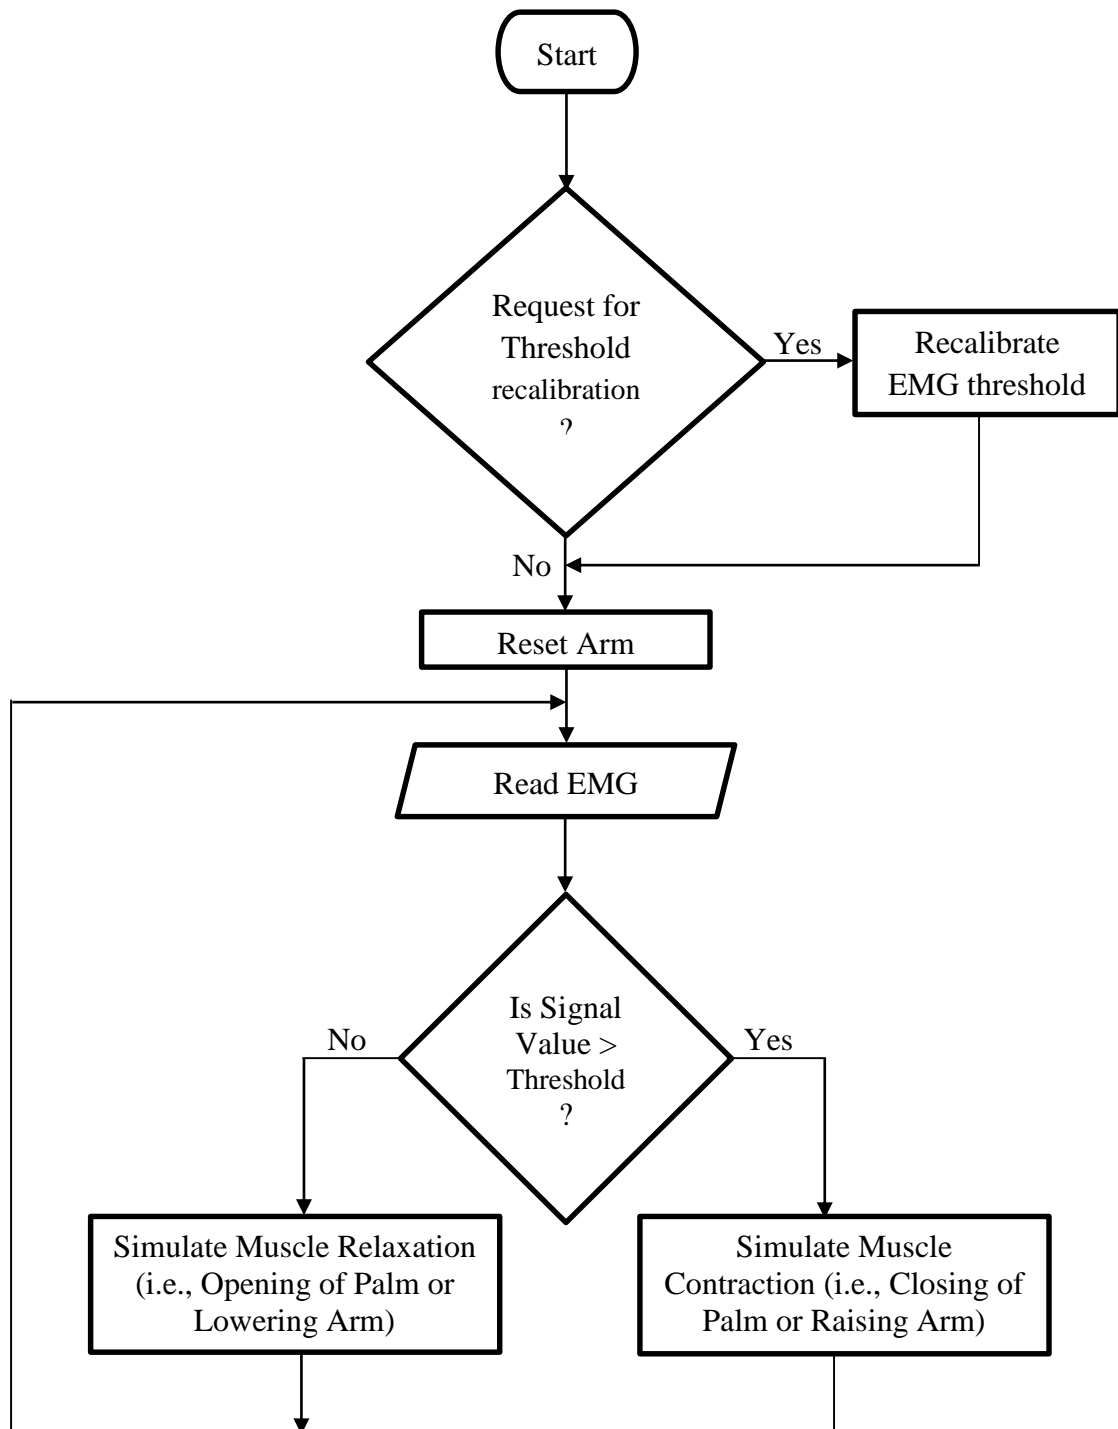 Start
Request for
Threshold
recalibration
?
Yes
Recalibrate
EMG threshold
No
Reset Arm
Read EMG
Is Signal
Value >
Threshold
?
No
Yes
Simulate Muscle Relaxation
(i.e., Opening of Palm or
Lowering Arm)
Simulate Muscle
Contraction (i.e., Closing of
Palm or Raising Arm)